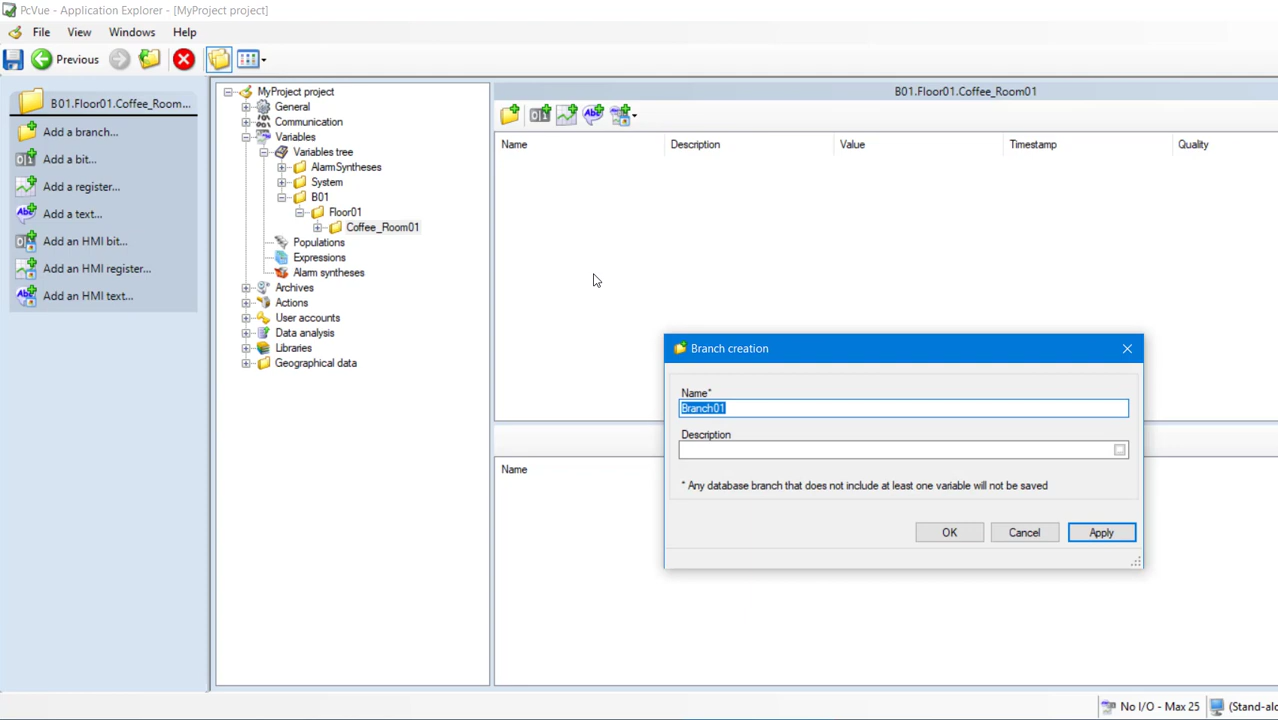 PcVue - Application Explorer - [MyProject project]
File View Windows Help
Previous
B01.Floor01.Coffee_Room...
Add a branch...
Add a bit...
Add a register...
Add a text...
Add an HMI bit...
Add an HMI register...
Add an HMI text...
MyProject project
General
Communication
Variables
Variables tree
AlarmSyntheses
System
B01
Floor01
Coffee_Room01
Populations
Expressions
Alarm syntheses
Archives
Actions
User accounts
Data analysis
Libraries
Geographical data
B01.Floor01.Coffee_Room01
Name Description Value Timestamp Quality
Name
Branch creation
Name*
Branch01
Description
* Any database branch that does not include at least one variable will not be saved
OK Cancel Apply
No I/O - Max 25 (Stand-alo